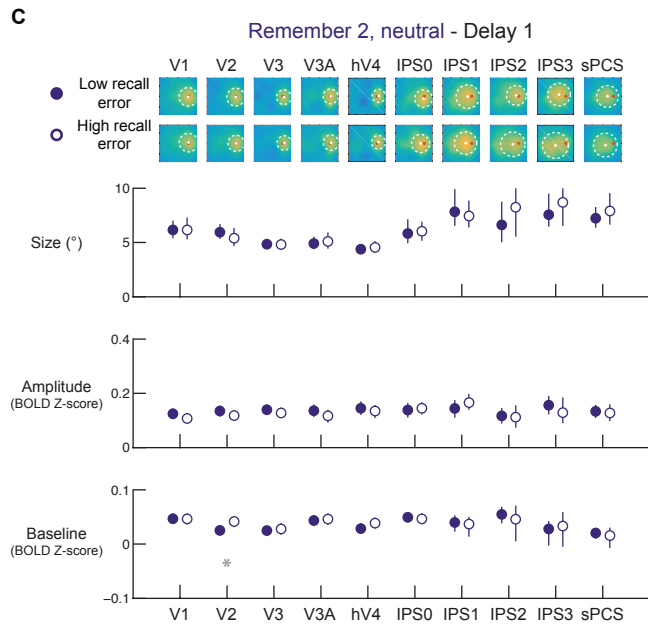 C
Remember 2, neutral - Delay 1
V1 V2 V3 V3A hV4 IPS0 IPS1 IPS2 IPS3 sPCS
Low recall
error
High recall
error
10
Size (°)
5
0
0.4
Amplitude
(BOLD Z-score)
0.2
0
0.1
Baseline
(BOLD Z-score)
0
*
−0.1
V1 V2 V3 V3A hV4 IPS0 IPS1 IPS2 IPS3 sPCS